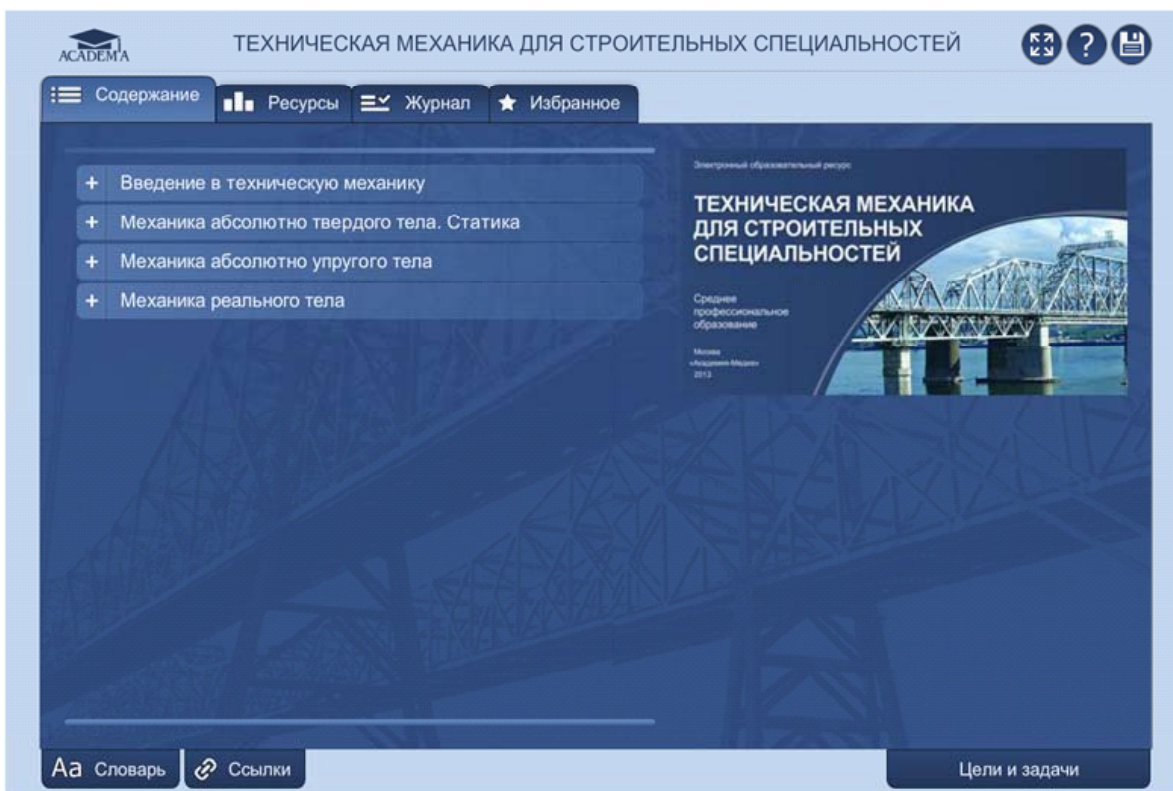 ACADEM'A
ТЕХНИЧЕСКАЯ МЕХАНИКА ДЛЯ СТРОИТЕЛЬНЫХ СПЕЦИАЛЬНОСТЕЙ
?
Содержание
Ресурсы
Журнал
Избранное
+ Введение в техническую механику
+ Механика абсолютно твердого тела. Статика
+ Механика абсолютно упругого тела
+ Механика реального тела
Электронный образовательный ресурс
ТЕХНИЧЕСКАЯ МЕХАНИКА
ДЛЯ СТРОИТЕЛЬНЫХ
СПЕЦИАЛЬНОСТЕЙ
Среднее
профессиональное
образование
Москва
«Академия-Медиа»
2013
Aa Словарь
Ссылки
Цели и задачи